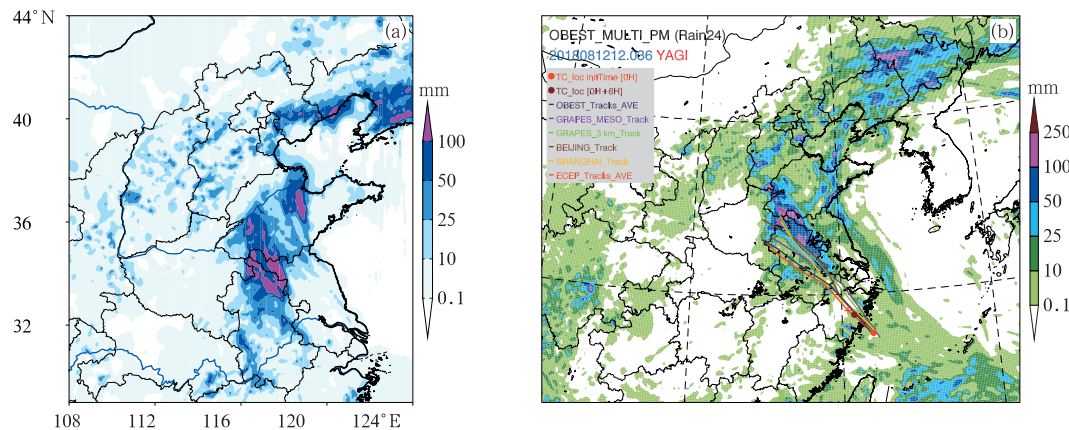 44°N
40
36
32
108
112
116
120
124°E
(a)
mm
100
50
25
10
0.1
OBEST_MULTI_PM (Rain24)
(b)
2018081212.036 YAGI
TC_loc initTime [0H]
TC_loc [0H+6H]
OBEST_Tracks_AVE
GRAPES_MESO_Track
GRAPES_3 km_Track
BEIJING_Track
SHANGHAI_Track
ECEP_Tracks_AVE
mm
250
100
50
25
10
0.1